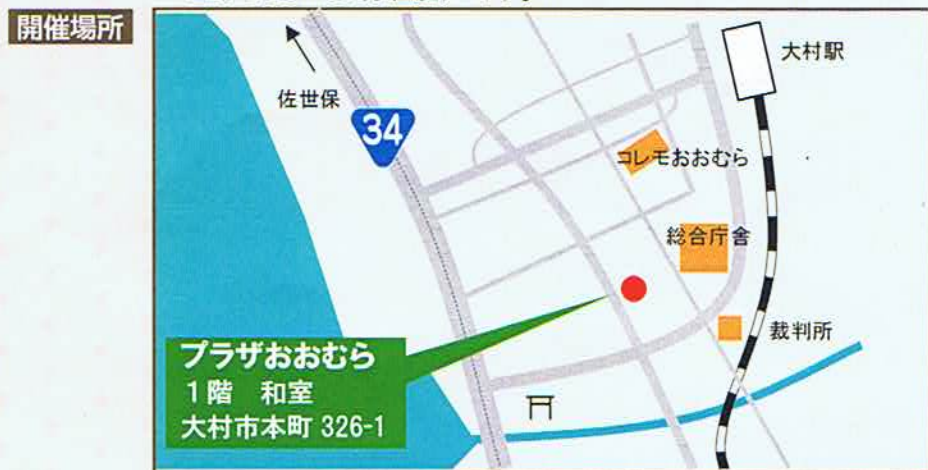 開催場所
大村駅
佐世保
34
コレモおおむら
総合庁舎
裁判所
プラザおおむら
1階 和室
大村市本町 326-1